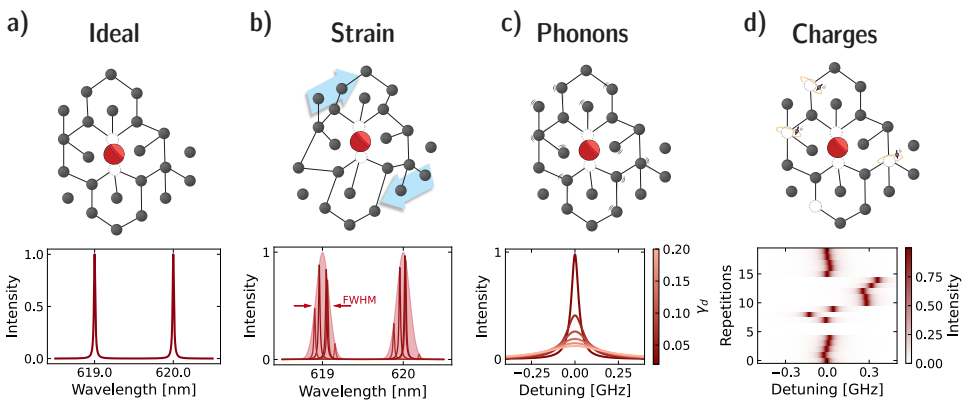 a) Ideal
b) Strain
c) Phonons
d) Charges
Intensity
1.0
0.5
0.0
619.0 620.0
Wavelength [nm]
Intensity
1
0
FWHM
619 620
Wavelength [nm]
Intensity
1
0
−0.25 0.00 0.25
Detuning [GHz]
0.20
0.15
0.10
0.05
γd
Repetitions
15
10
5
0
−0.3 0.0 0.3
Detuning [GHz]
0.75
0.50
0.25
0.00
Intensity